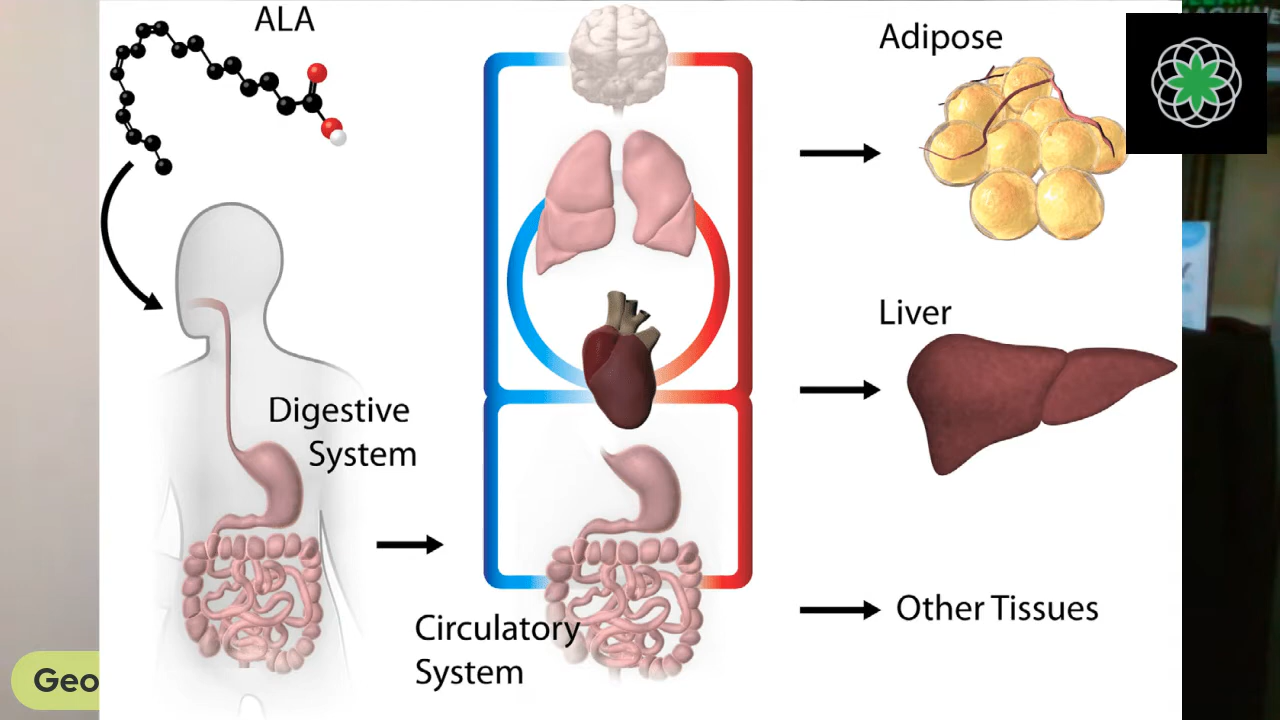 ALA
Adipose
Liver
Digestive
System
Circulatory
System
Other Tissues
Geo